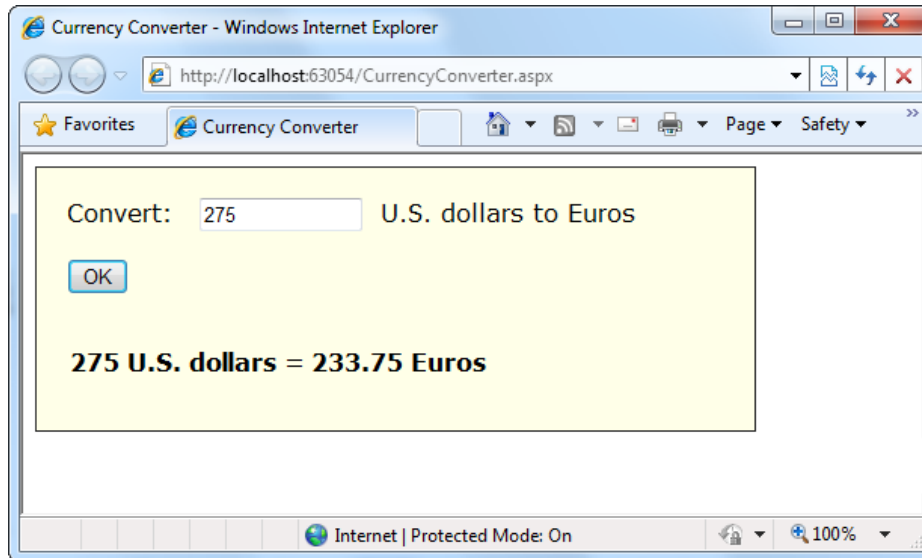 Currency Converter - Windows Internet Explorer
http://localhost:63054/CurrencyConverter.aspx
Favorites Currency Converter Page Safety »
Convert: 275 U.S. dollars to Euros
OK
275 U.S. dollars = 233.75 Euros
Internet | Protected Mode: On 100%